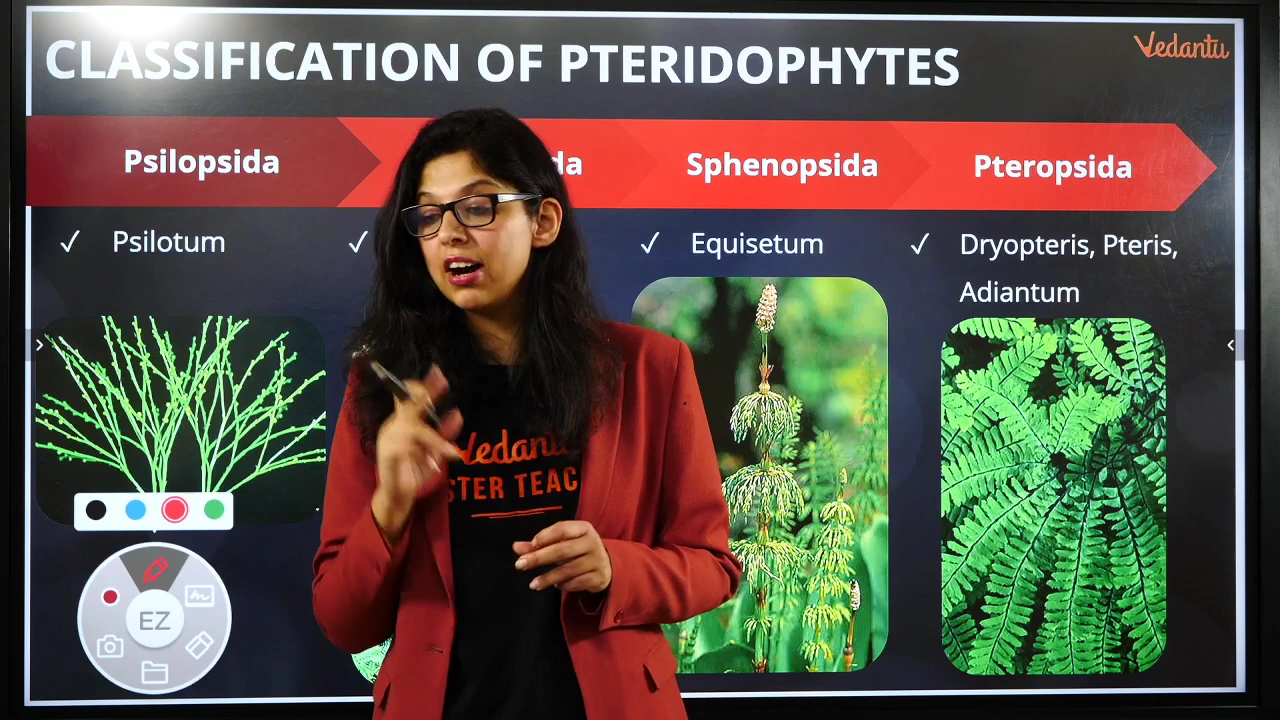 CLASSIFICATION OF PTERIDOPHYTES
Vedantu
Psilopsida
da
Sphenopsida
Pteropsida
✓ Psilotum
✓
✓ Equisetum
✓ Dryopteris, Pteris,
Adiantum
Vedantu
STER TEAC
EZ